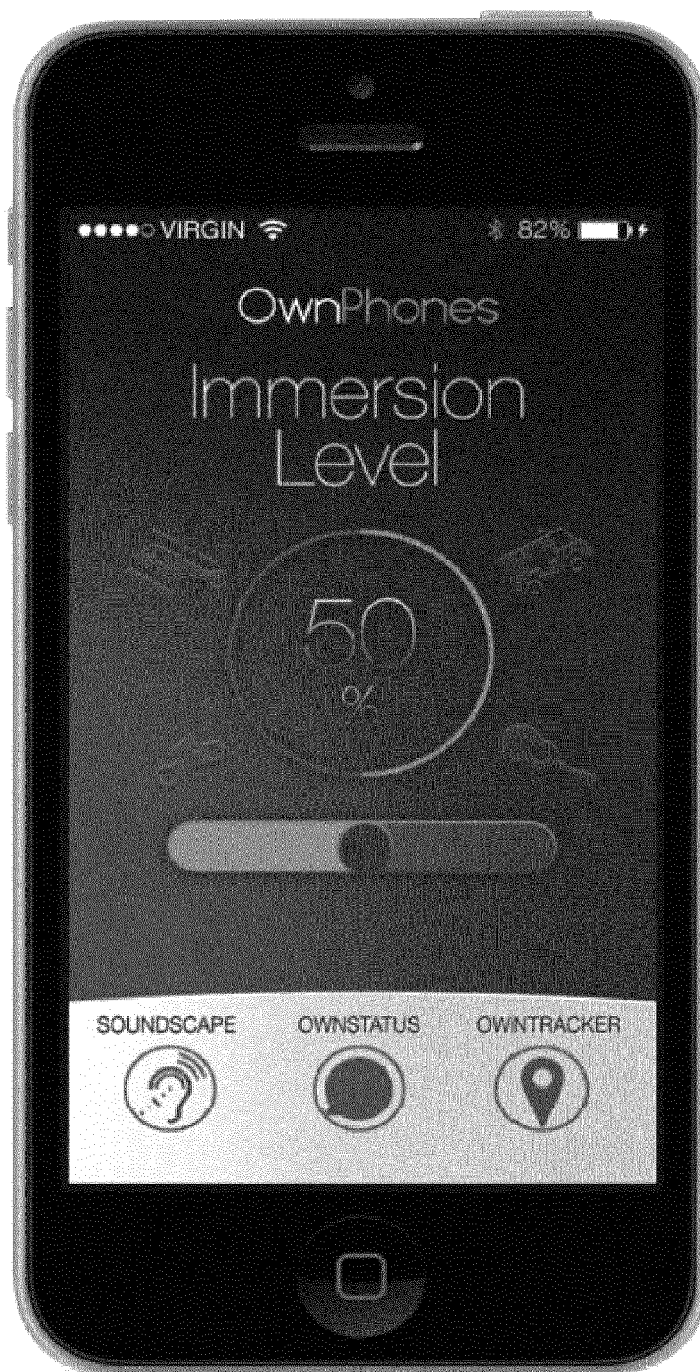 VIRGIN 82%
OwnPhones
Immersion
Level
50
%
SOUNDSCAPE OWNSTATUS OWNTRACKER